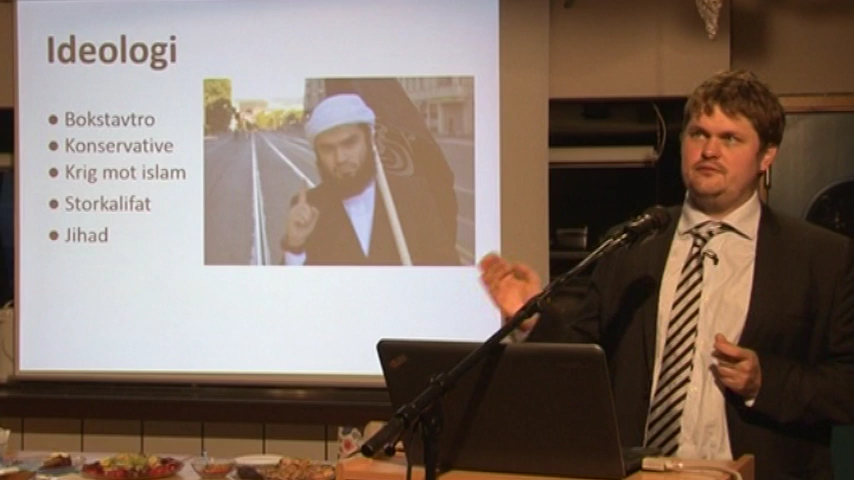 Ideologi
● Bokstavtro
● Konservative
● Krig mot islam
● Storkalifat
● Jihad